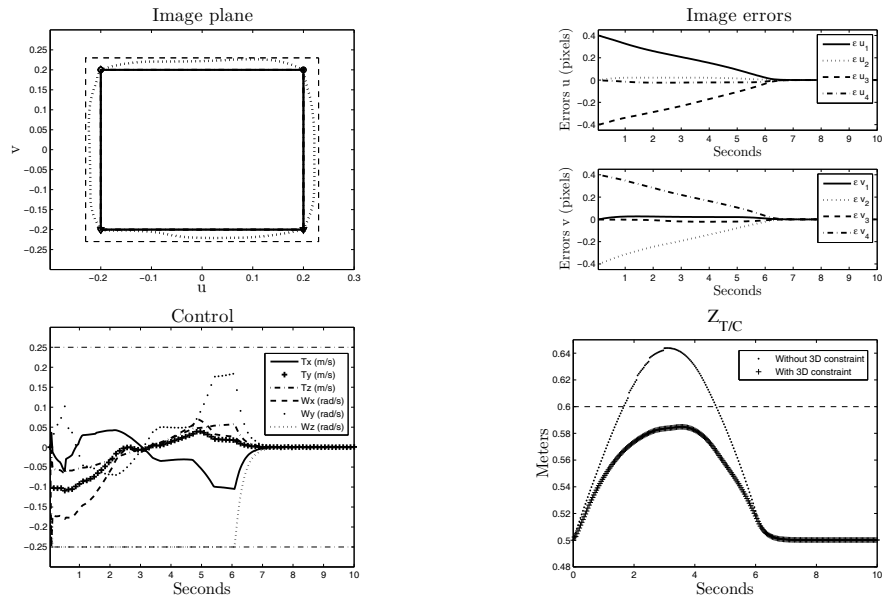 Image plane
0.25
0.2
0.15
0.1
0.05
0
−0.05
−0.1
−0.15
−0.2
−0.25
v
−0.2
−0.1
0
0.1
0.2
0.3
u
Image errors
Errors u (pixels)
0.4
0.2
0
−0.2
−0.4
1 2 3 4 5 6 7 8 9 10
Seconds
ε u1
ε u2
ε u3
ε u4
Errors v (pixels)
0.4
0.2
0
−0.2
−0.4
1 2 3 4 5 6 7 8 9 10
Seconds
ε v1
ε v2
ε v3
ε v4
Control
0.25
0.2
0.15
0.1
0.05
0
−0.05
−0.1
−0.15
−0.2
−0.25
1 2 3 4 5 6 7 8 9 10
Seconds
Tx (m/s)
Ty (m/s)
Tz (m/s)
Wx (rad/s)
Wy (rad/s)
Wz (rad/s)
Z T/C
Meters
0.64
0.62
0.6
0.58
0.56
0.54
0.52
0.5
0.48
0 2 4 6 8 10
Seconds
Without 3D constraint
With 3D constraint